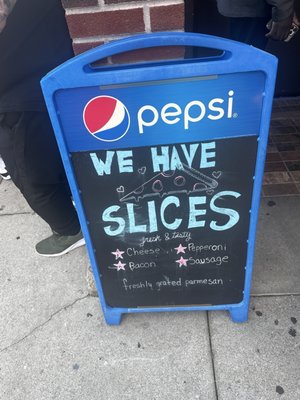 pepsi®
WE HAVE
SLICES
fresh & tasty
Cheese Pepperoni
Bacon Sausage
freshly grated parmesan